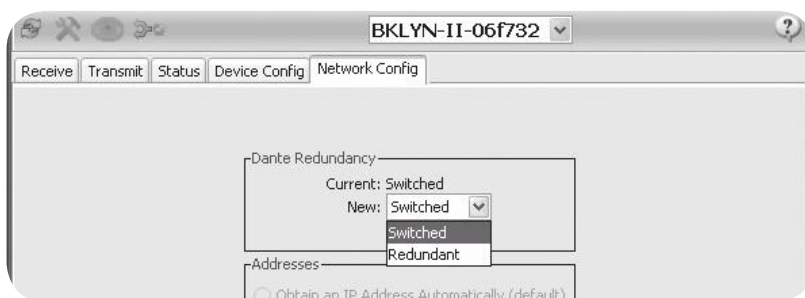 BKLYN-II-06f732
?
Receive Transmit Status Device Config Network Config
Dante Redundancy
Current: Switched
New: Switched
Switched
Redundant
Addresses
Obtain an IP Address Automatically (default)